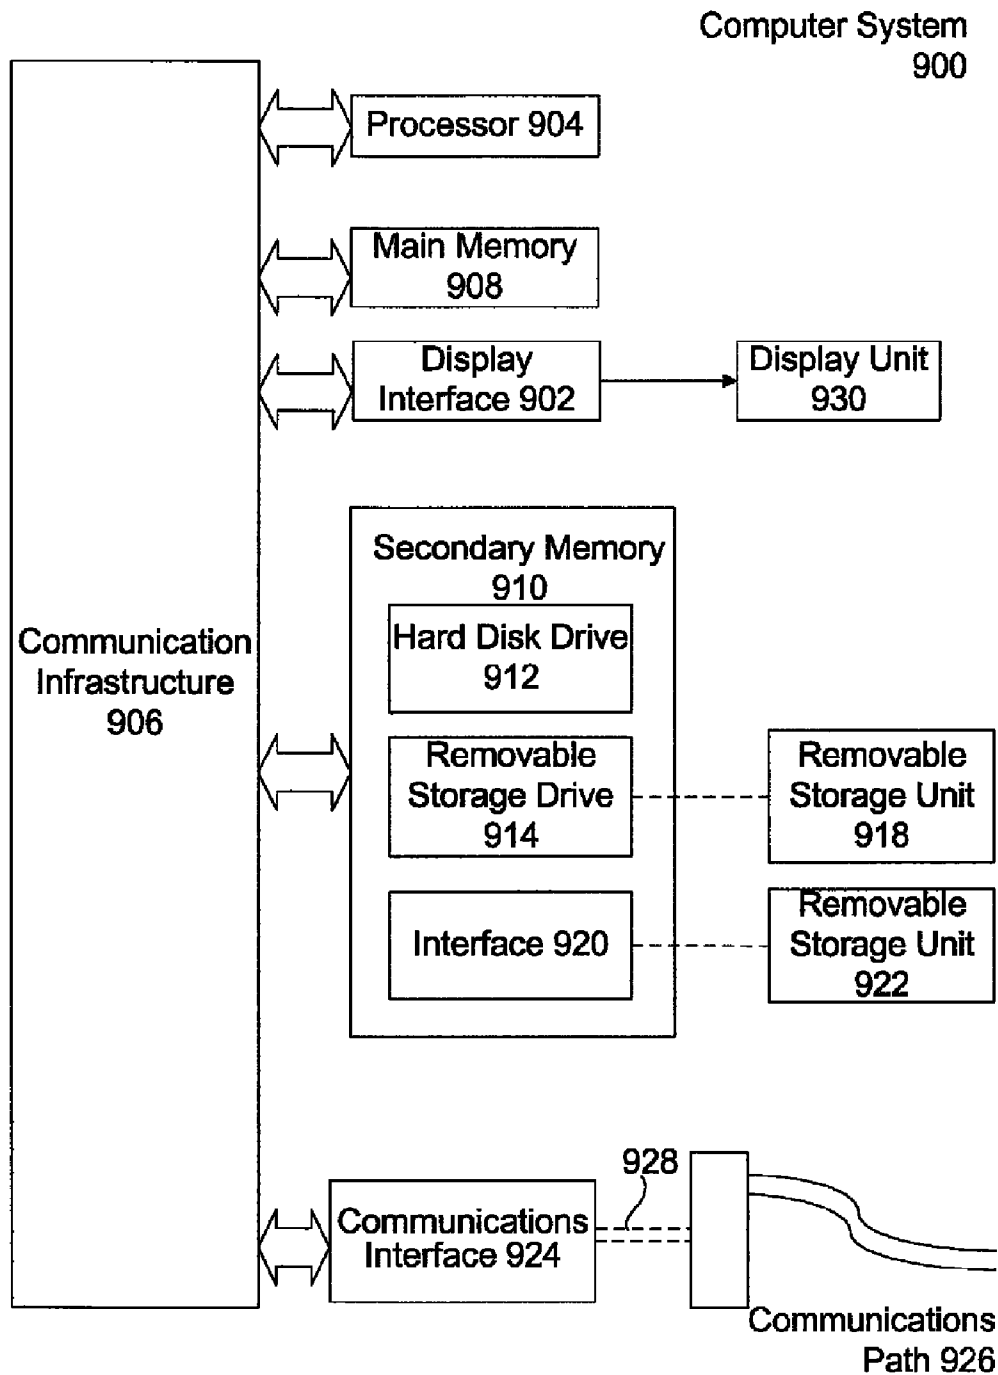 Computer System
900
Processor 904
Main Memory
908
Display
Interface 902
Display Unit
930
Secondary Memory
910
Hard Disk Drive
912
Communication
Infrastructure
906
Removable
Storage Drive
914
Removable
Storage Unit
918
Interface 920
Removable
Storage Unit
922
928
Communications
Interface 924
Communications
Path 926